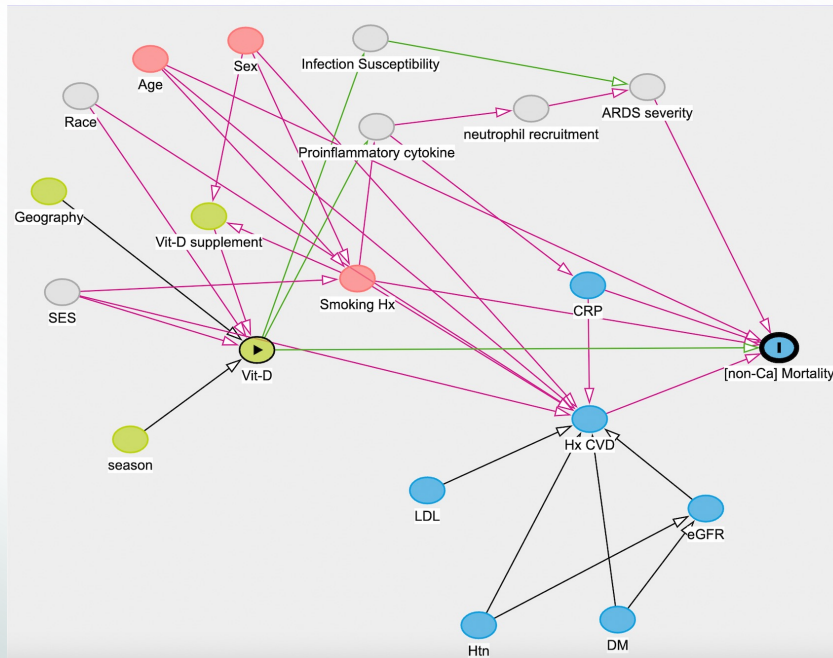 Sex
Infection Susceptibility
Age
ARDS severity
Race
neutrophil recruitment
Proinflammatory cytokine
Geography
Vit-D supplement
SES
Smoking Hx
CRP
Vit-D
[non-Ca] Mortality
season
Hx CVD
LDL
eGFR
Htn
DM